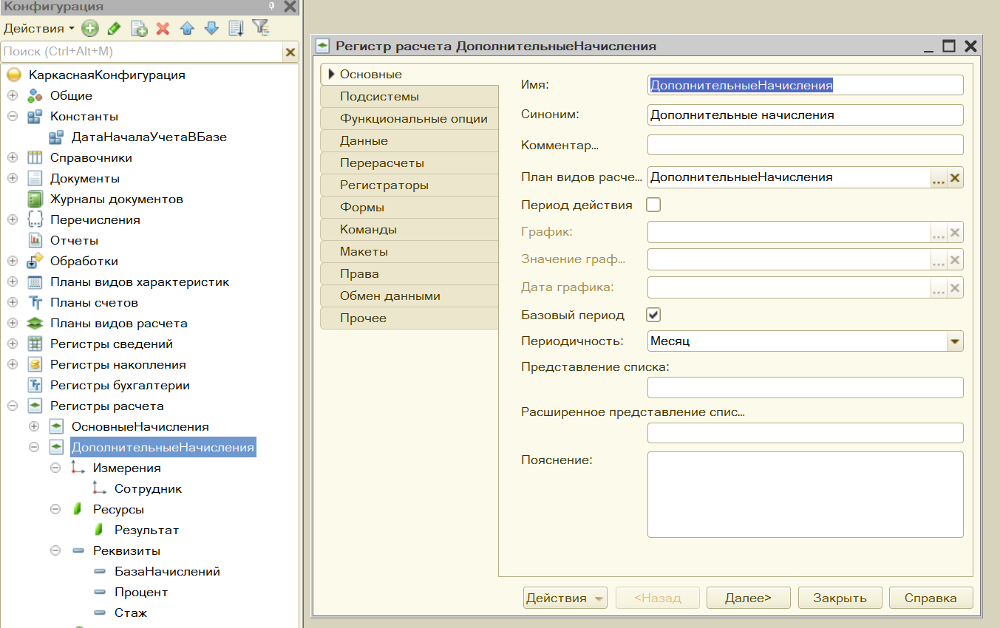 Конфигурация
Действия
Поиск (Ctrl+Alt+M)
КаркаснаяКонфигурация
Общие
Константы
ДатаНачалаУчетаВБазе
Справочники
Документы
Журналы документов
Перечисления
Отчеты
Обработки
Планы видов характеристик
Планы счетов
Планы видов расчета
Регистры сведений
Регистры накопления
Регистры бухгалтерии
Регистры расчета
ОсновныеНачисления
ДополнительныеНачисления
Измерения
Сотрудник
Ресурсы
Результат
Реквизиты
БазаНачислений
Процент
Стаж
Регистр расчета ДополнительныеНачисления
Основные
Подсистемы
Функциональные опции
Данные
Перерасчеты
Регистраторы
Формы
Команды
Макеты
Права
Обмен данными
Прочее
Имя: ДополнительныеНачисления
Синоним: Дополнительные начисления
Комментар...
План видов расче... ДополнительныеНачисления ...
Период действия
График: ...
Значение граф... ...
Дата графика: ...
Базовый период
Периодичность: Месяц
Представление списка:
Расширенное представление спис...
Пояснение:
Действия <Назад Далее> Закрыть Справка